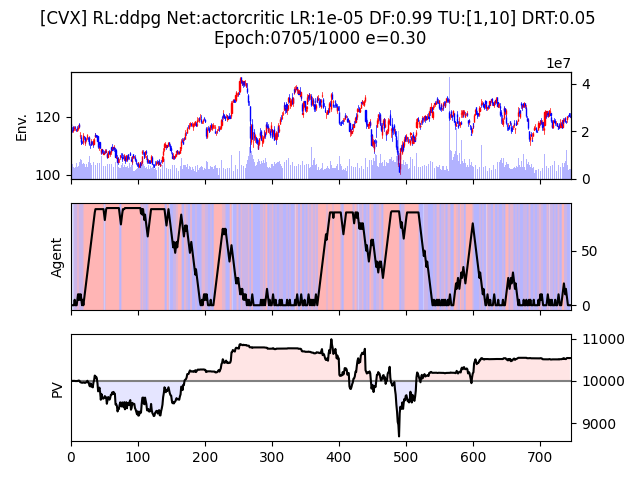 [CVX] RL:ddpg Net:actorcritic LR:1e-05 DF:0.99 TU:[1,10] DRT:0.05
Epoch:0705/1000 e=0.30
1e7
Env.
120
100
4
2
0
Agent
50
0
PV
11000
10000
9000
0 100 200 300 400 500 600 700